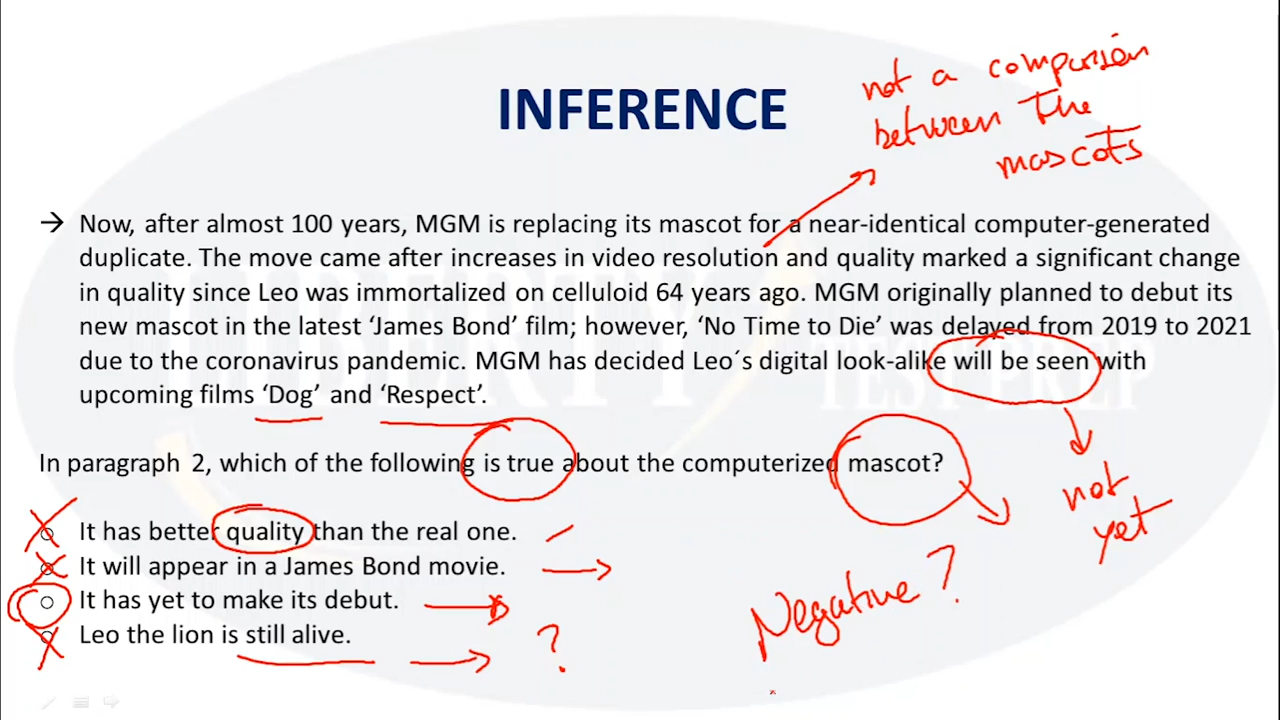 INFERENCE
not a comparsion
between The
mascots
→ Now, after almost 100 years, MGM is replacing its mascot for a near-identical computer-generated
duplicate. The move came after increases in video resolution and quality marked a significant change
in quality since Leo was immortalized on celluloid 64 years ago. MGM originally planned to debut its
new mascot in the latest ‘James Bond’ film; however, ‘No Time to Die’ was delayed from 2019 to 2021
due to the coronavirus pandemic. MGM has decided Leo´s digital look-alike will be seen with
upcoming films ‘Dog’ and ‘Respect’.
In paragraph 2, which of the following is true about the computerized mascot?
It has better quality than the real one.
It will appear in a James Bond movie.
It has yet to make its debut.
Leo the lion is still alive.
?
not
yet
Negative?
LIBERTY
TESTPREP